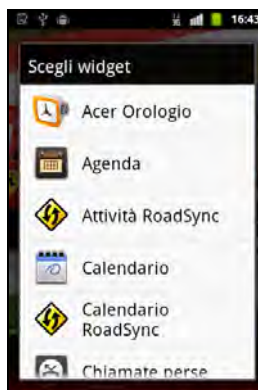 16:43
Scegli widget
Acer Orologio
Agenda
Attività RoadSync
Calendario
Calendario
RoadSync
Chiamate perse